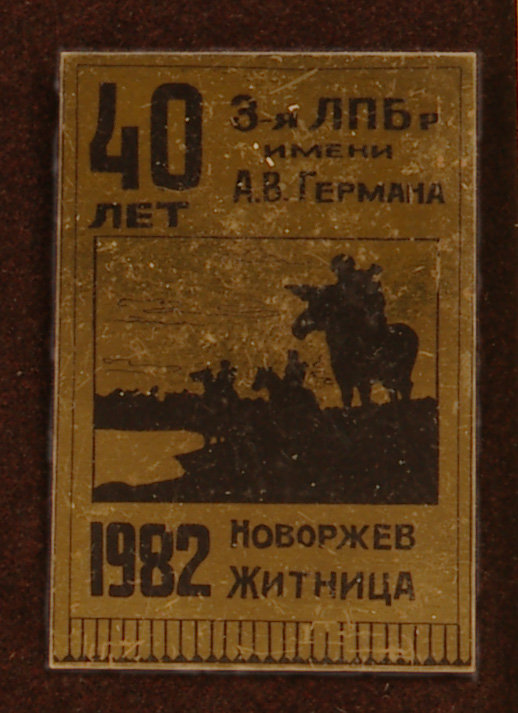 40
ЛЕТ
3-я ЛПБр
ИМЕНИ
А.В. ГЕРМАНА
1982
НОВОРЖЕВ
ЖИТНИЦА